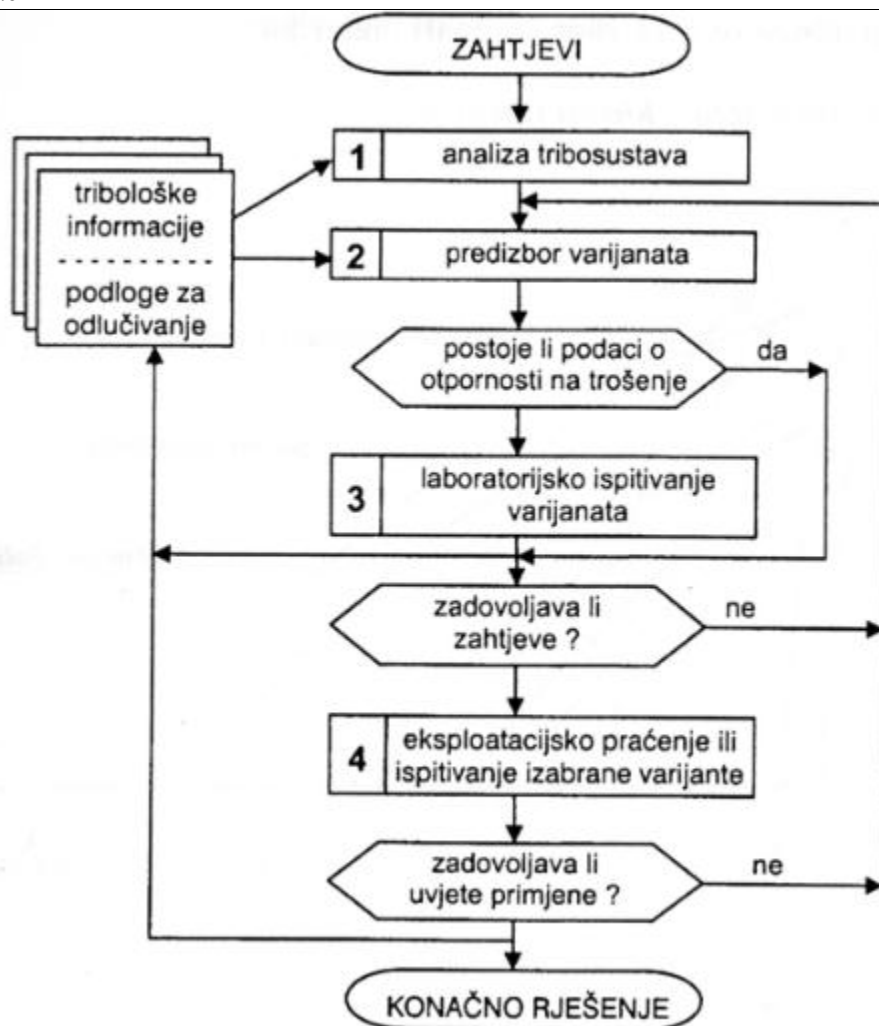 ZAHTJEVI
1
analiza tribosustava
tribološke
informacije
podloge za
odlučivanje
2
predizbor varijanata
postoje li podaci o
otpornosti na trošenje
da
3
laboratorijsko ispitivanje
varijanata
zadovoljava li
zahtjeve ?
ne
4
eksploatacijsko praćenje ili
ispitivanje izabrane varijante
zadovoljava li
uvjete primjene ?
ne
KONAČNO RJEŠENJE